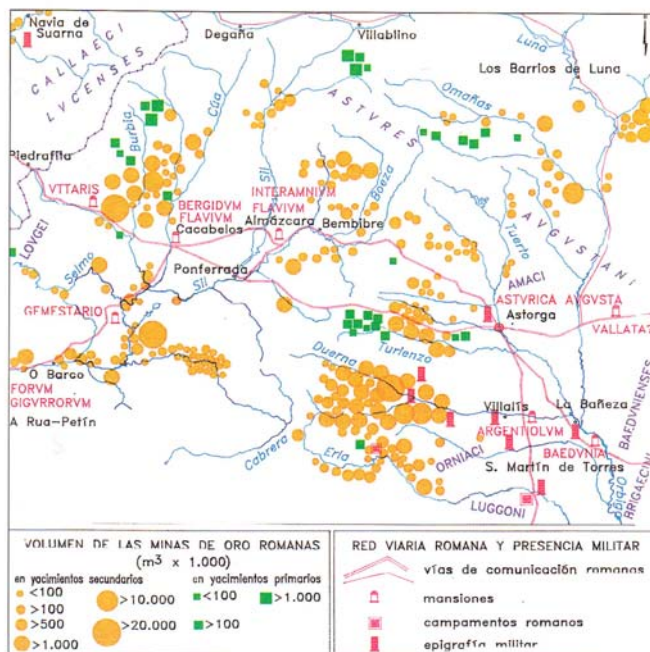 Navia de
Suarna
Degaña
Villablino
Luna
Los Barrios de Luna
CALLAECI
LVCENSES
Cúa
Burbia
ASTVRES
Omañas
Piedrafita
VTTARIS
BERGIDVM
FLAVIVM
Cacabelos
INTERAMNIVM
FLAVIVM
Almázcara
Bembibre
Boeza
Sil
Tuerto
AVGVSTANI
LOVGEI
Selmo
Ponferrada
Sil
AMACI
GEMESTARIO
ASTVRICA AVGVSTA
Astorga
VALLATA?
Turienzo
Duerna
O Barco
FORVM
GIGVRRORVM
A Rua-Petín
Villalís
La Bañeza
ARGENTIOLVM
BAEDVNIENSES
BAEDVNIA
Cabrera
Eria
ORNIACI
S. Martín de Torres
LUGGONI
Orbigo
BRIGAECINI
VOLUMEN DE LAS MINAS DE ORO ROMANAS
(m3 x 1.000)
en yacimientos secundarios
<100
>100
>500
>1.000
>10.000
>20.000
en yacimientos primarios
<100
>100
>1.000
RED VIARIA ROMANA Y PRESENCIA MILITAR
vías de comunicación romanas
mansiones
campamentos romanos
epigrafía militar